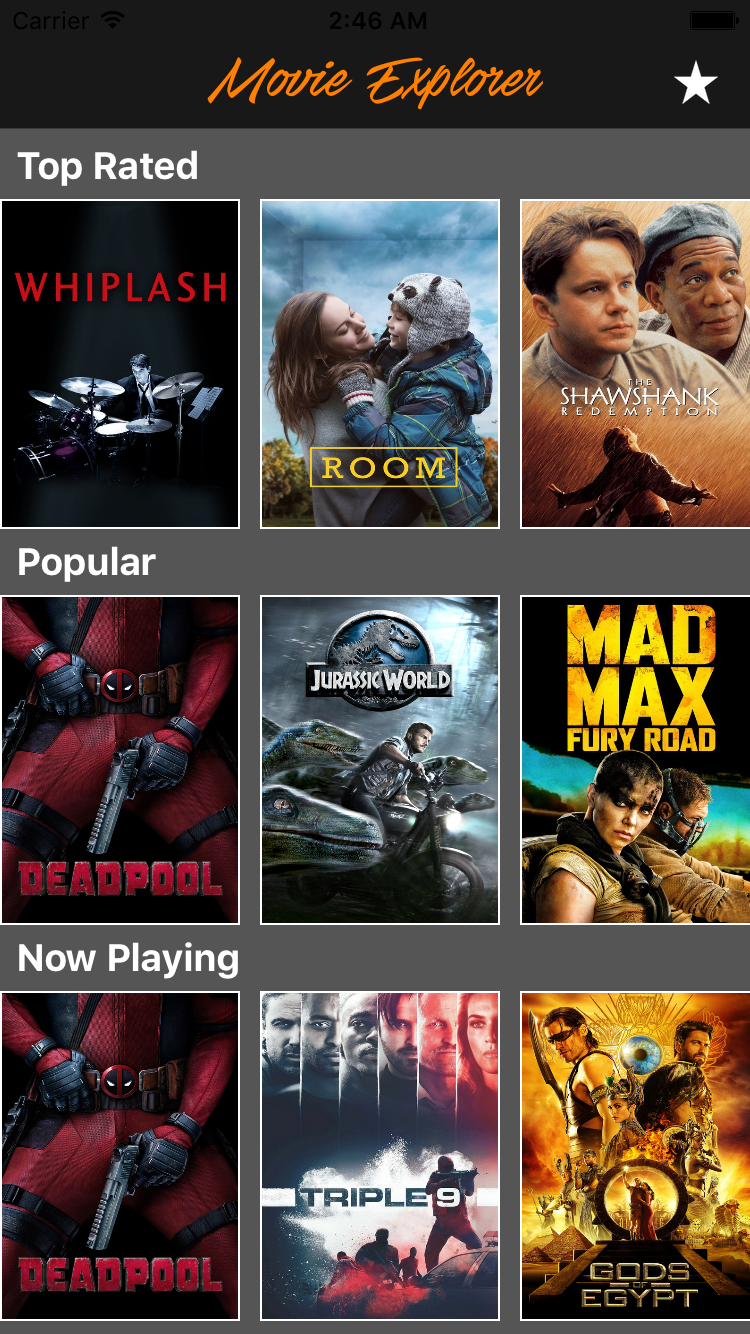 Carrier 2:46 AM
Movie Explorer
Top Rated
WHIPLASH
ROOM
THE
SHAWSHANK
REDEMPTION
Popular
DEADPOOL
JURASSIC WORLD
MAD
MAX
FURY ROAD
Now Playing
DEADPOOL
TRIPLE 9
GODS
OF
EGYPT